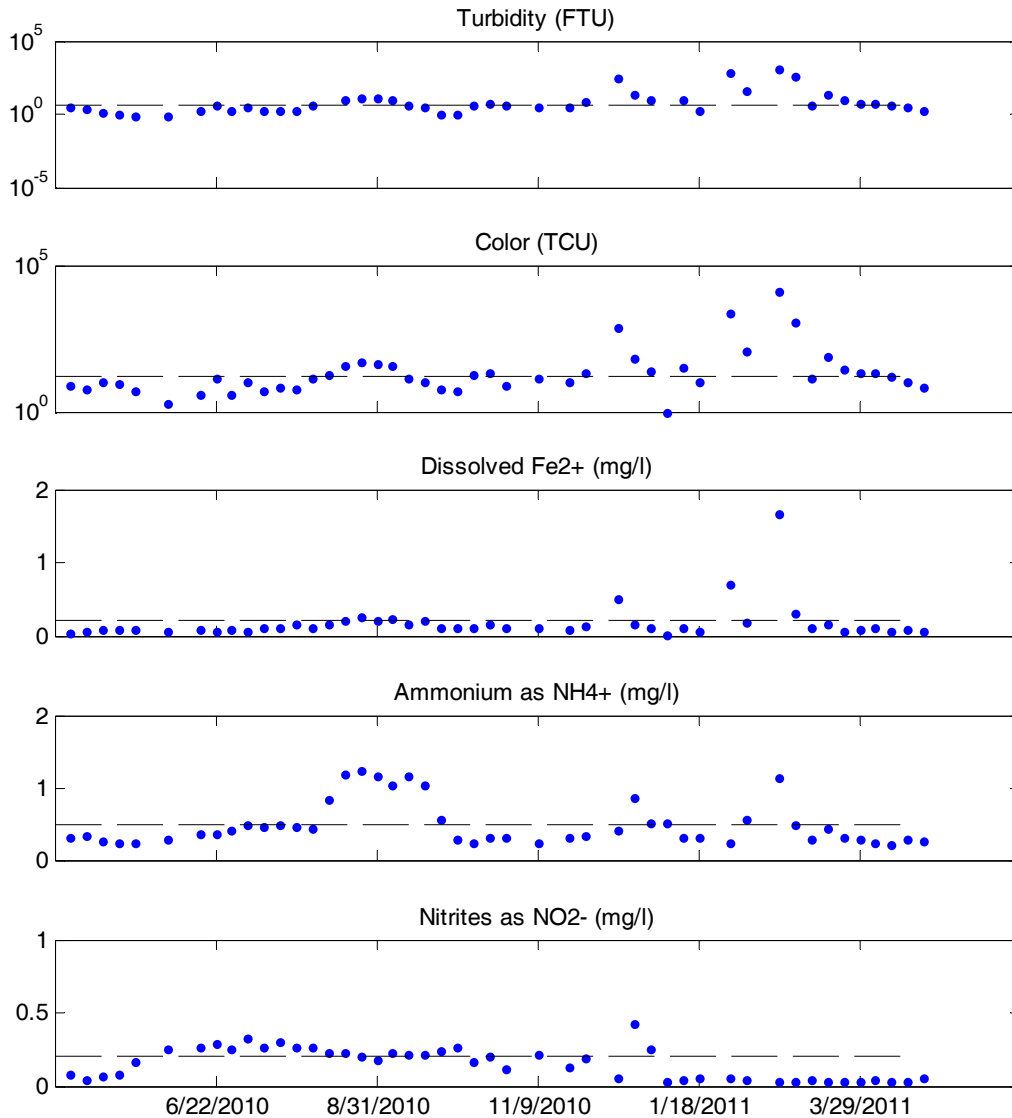 Turbidity (FTU)
10^5
10^0
10^-5
Color (TCU)
10^5
10^0
Dissolved Fe2+ (mg/l)
2
1
0
Ammonium as NH4+ (mg/l)
2
1
0
Nitrites as NO2- (mg/l)
1
0.5
0
6/22/2010 8/31/2010 11/9/2010 1/18/2011 3/29/2011